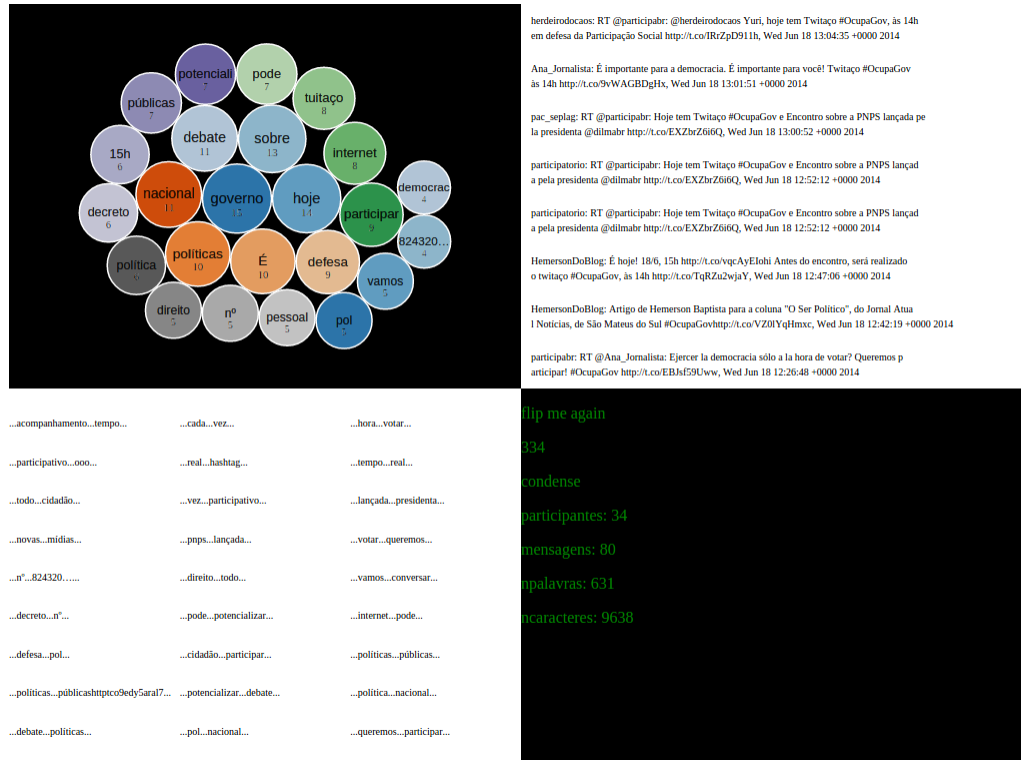 potenciali
7
pode
7
públicas
7
tuitaço
8
debate
11
sobre
13
15h
6
internet
8
nacional
11
governo
15
hoje
14
democrac
4
decreto
6
participar
9
824320…
4
política
políticas
10
É
10
defesa
9
vamos
5
direito
5
nº
5
pessoal
5
pol
5
herdeirodocaos: RT @participabr: @herdeirodocaos Yuri, hoje tem Twitaço #OcupaGov, às 14h
em defesa da Participação Social http://t.co/IRrZpD911h, Wed Jun 18 13:04:35 +0000 2014
Ana_Jornalista: É importante para a democracia. É importante para você! Twitaço #OcupaGov
às 14h http://t.co/9vWAGBDgHx, Wed Jun 18 13:01:51 +0000 2014
pac_seplag: RT @participabr: Hoje tem Twitaço #OcupaGov e Encontro sobre a PNPS lançada pe
la presidenta @dilmabr http://t.co/EXZbrZ6i6Q, Wed Jun 18 13:00:52 +0000 2014
participatorio: RT @participabr: Hoje tem Twitaço #OcupaGov e Encontro sobre a PNPS lançad
a pela presidenta @dilmabr http://t.co/EXZbrZ6i6Q, Wed Jun 18 12:52:12 +0000 2014
participatorio: RT @participabr: Hoje tem Twitaço #OcupaGov e Encontro sobre a PNPS lançad
a pela presidenta @dilmabr http://t.co/EXZbrZ6i6Q, Wed Jun 18 12:52:12 +0000 2014
HemersonDoBlog: É hoje! 18/6, 15h http://t.co/vqcAyEIohi Antes do encontro, será realizado
o twitaço #OcupaGov, às 14h http://t.co/TqRZu2wjaY, Wed Jun 18 12:47:06 +0000 2014
HemersonDoBlog: Artigo de Hemerson Baptista para a coluna "O Ser Político", do Jornal Atua
l Notícias, de São Mateus do Sul #OcupaGovhttp://t.co/VZ0lYqHmxc, Wed Jun 18 12:42:19 +0000 2014
participabr: RT @Ana_Jornalista: Ejercer la democracia sólo a la hora de votar? Queremos p
articipar! #OcupaGov http://t.co/EBJsf59Uww, Wed Jun 18 12:26:48 +0000 2014
...acompanhamento...tempo... ...cada...vez... ...hora...votar...
...participativo...ooo... ...real...hashtag... ...tempo...real...
...todo...cidadão... ...vez...participativo... ...lançada...presidenta...
...novas...mídias... ...pnps...lançada... ...votar...queremos...
...nº...824320…... ...direito...todo... ...vamos...conversar...
...decreto...nº... ...pode...potencializar... ...internet...pode...
...defesa...pol... ...cidadão...participar... ...políticas...públicas...
...políticas...públicashttptco9edy5aral7... ...potencializar...debate... ...política...nacional...
...debate...políticas... ...pol...nacional... ...queremos...participar...
flip me again
334
condense
participantes: 34
mensagens: 80
npalavras: 631
ncaracteres: 9638